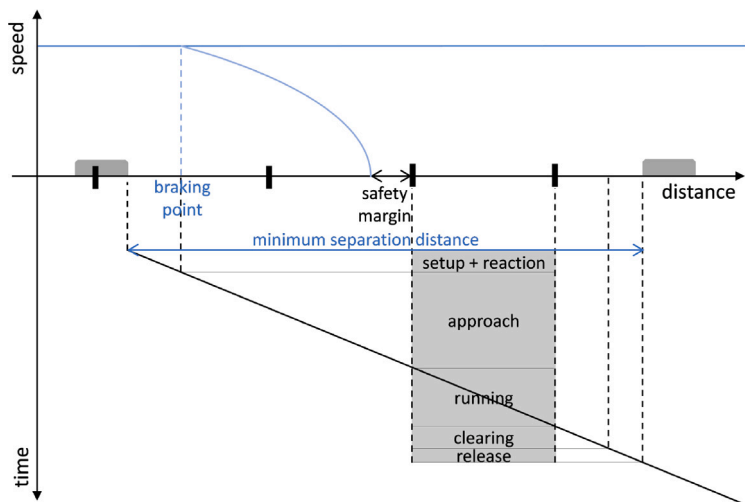 speed
distance
braking
point
safety
margin
minimum separation distance
setup + reaction
approach
running
clearing
release
time